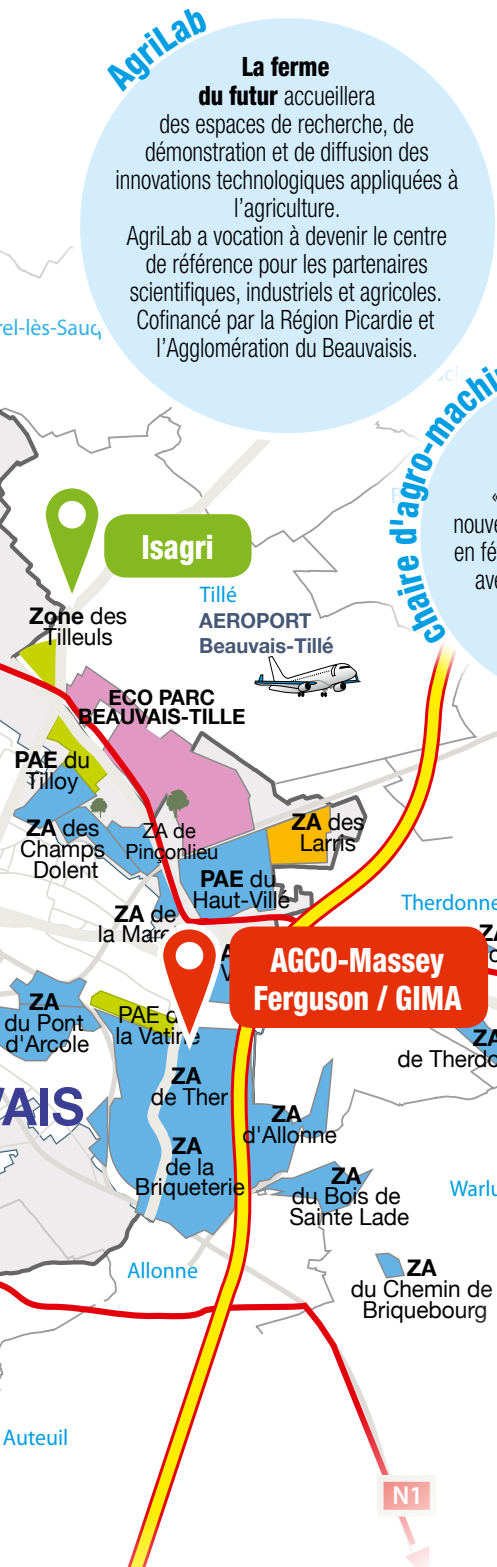 AgriLab
La ferme
du futur accueillera
des espaces de recherche, de
démonstration et de diffusion des
innovations technologiques appliquées à
l'agriculture.
AgriLab a vocation à devenir le centre
de référence pour les partenaires
scientifiques, industriels et agricoles.
Cofinancé par la Région Picardie et
l'Agglomération du Beauvaisis.
chaire d'agro-machin
«
en fé
ave
Isagri
Tillé
AEROPORT
Beauvais-Tillé
Zone des
Tilleuls
ECO PARC
BEAUVAIS-TILLE
PAE du
Tilloy
ZA des
Champs
Dolent
ZA de
Pinçonlieu
ZA des
Larris
PAE du
Haut-Villé
ZA de
la Mare
Therdonne
AGCO-Massey
Ferguson / GIMA
ZA
du Pont
d'Arcole
PAE d
la Vatine
ZA
de Therdo
VAIS
ZA
de Ther
ZA
d'Allonne
ZA
de la
Briqueterie
ZA
du Bois de
Sainte Lade
Warlu
Allonne
ZA
du Chemin de
Briquebourg
Auteuil
N1